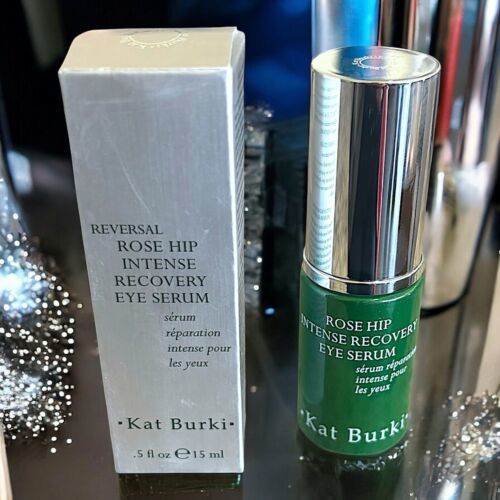 REVERSAL
ROSE HIP
INTENSE
RECOVERY
EYE SERUM
sérum
réparation
intense pour
les yeux
·Kat Burki·
.5 fl oz ℮ 15 ml
ROSE HIP
INTENSE RECOVERY
EYE SERUM
sérum réparation
intense pour
les yeux
·Kat Burki·